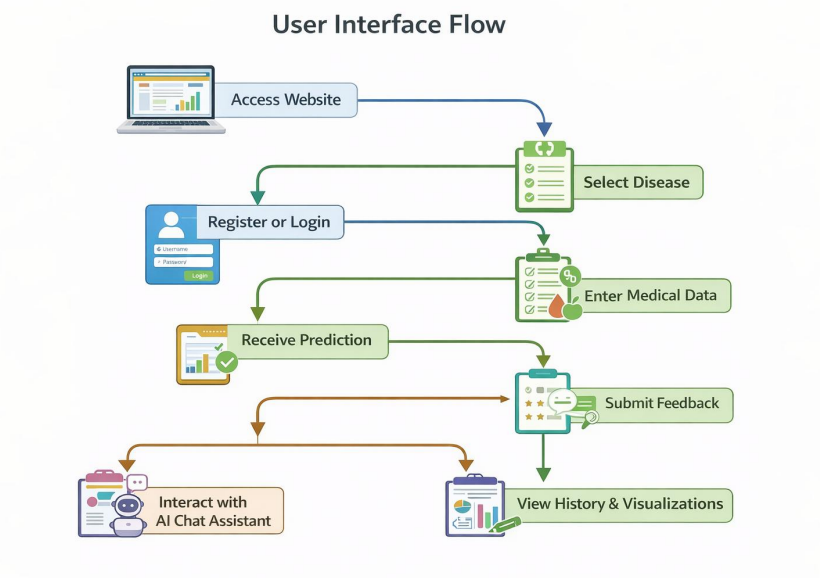 User Interface Flow
Access Website
Select Disease
Register or Login
Username
Password
Login
Enter Medical Data
Receive Prediction
Submit Feedback
Interact with
AI Chat Assistant
View History & Visualizations